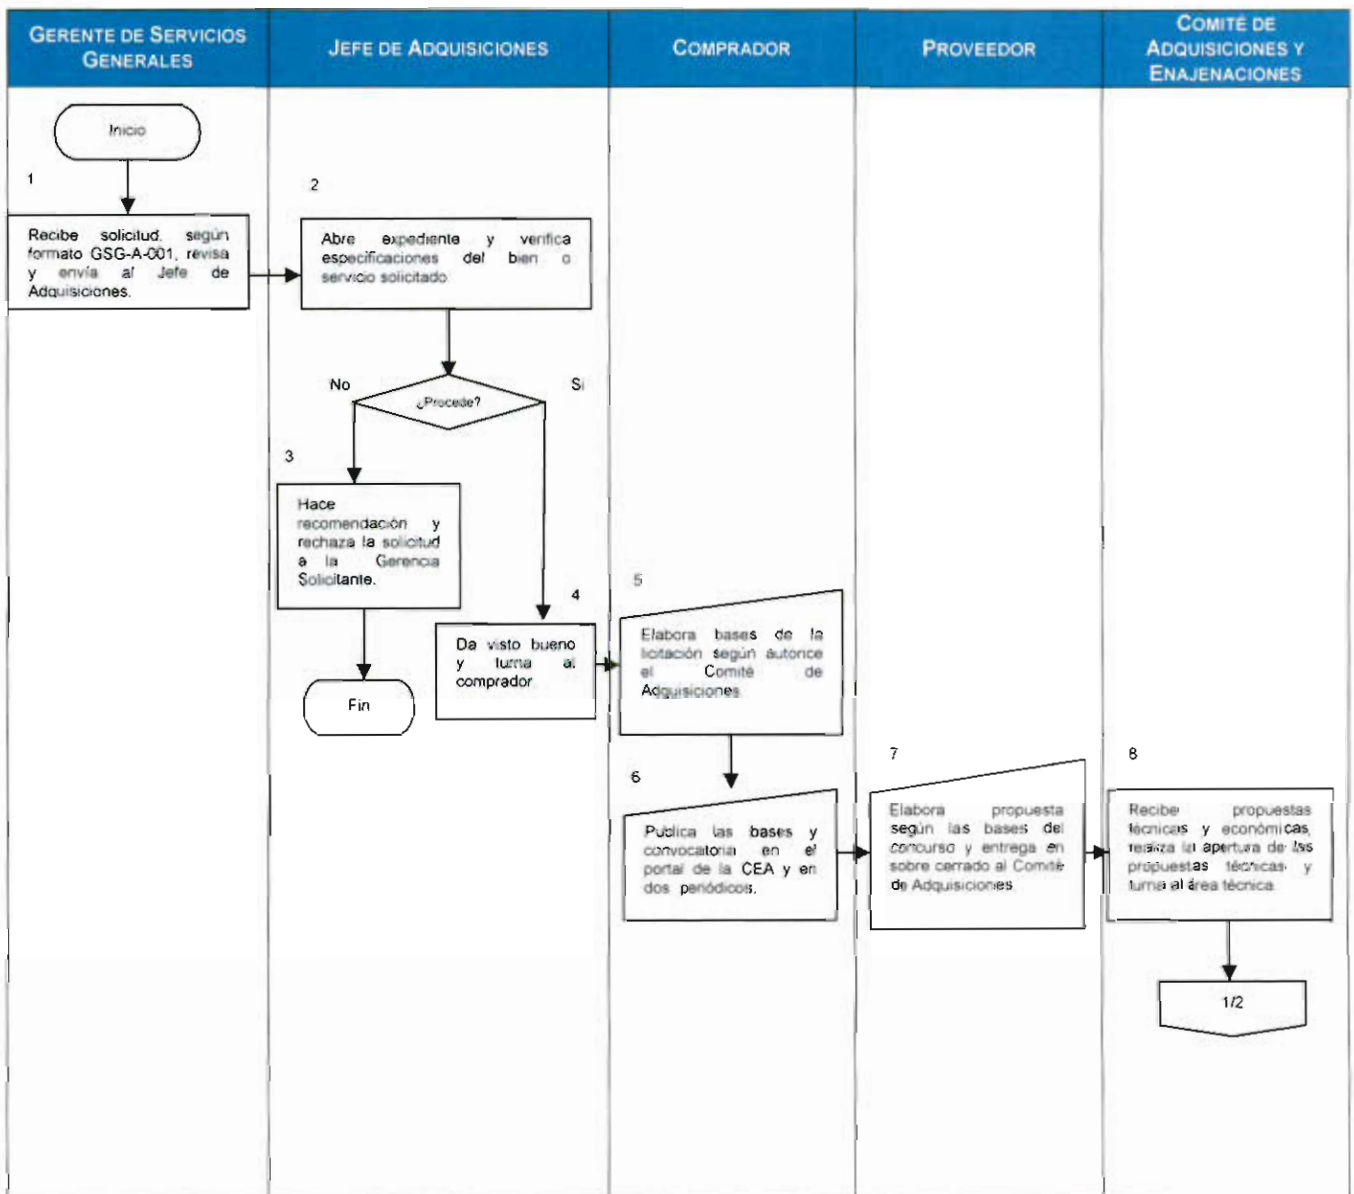 GERENTE DE SERVICIOS
GENERALES
JEFE DE ADQUISICIONES
COMPRADOR
PROVEEDOR
COMITÉ DE
ADQUISICIONES Y
ENAJENACIONES
Inicio
1
Recibe solicitud, según
formato GSG-A-001, revisa
y envía al Jefe de
Adquisiciones.
2
Abre expediente y verifica
especificaciones del bien o
servicio solicitado
¿Procede?
No
Si
3
Hace
recomendación y
rechaza la solicitud
a la Gerencia
Solicitante.
Fin
4
Da visto bueno
y turna al
comprador.
5
Elabora bases de la
licitación según autorice
el Comité de
Adquisiciones
6
Publica las bases y
convocatoria en el
portal de la CEA y en
dos periódicos.
7
Elabora propuesta
según las bases del
concurso y entrega en
sobre cerrado al Comité
de Adquisiciones
8
Recibe propuestas
técnicas y económicas,
realiza la apertura de las
propuestas técnicas y
turna al área técnica
1/2